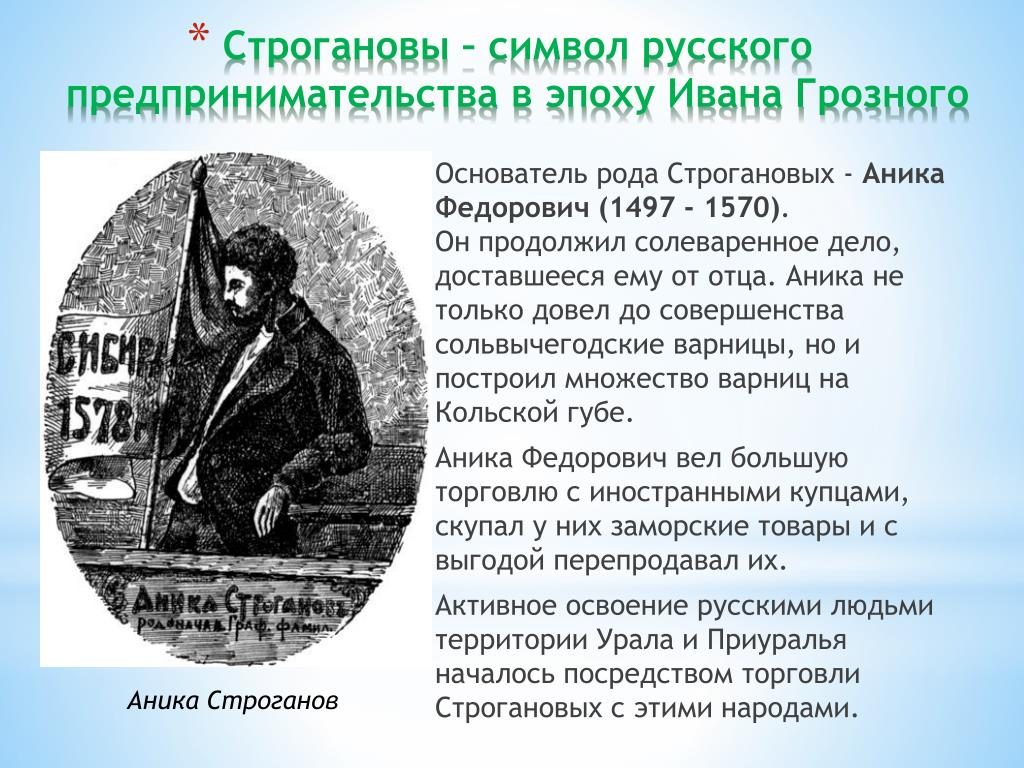 * Строгановы – символ русского
предпринимательства в эпоху Ивана Грозного
Основатель рода Строгановых - Аника
Федорович (1497 - 1570).
Он продолжил солеваренное дело,
доставшееся ему от отца. Аника не
только довел до совершенства
сольвычегодские варницы, но и
построил множество варниц на
Кольской губе.
Аника Федорович вел большую
торговлю с иностранными купцами,
скупал у них заморские товары и с
выгодой перепродавал их.
Активное освоение русскими людьми
территории Урала и Приуралья
началось посредством торговли
Строгановых с этими народами.
СИБИР
1578
Аника Строгановъ
родонача. Граф. фамил.
Аника Строганов